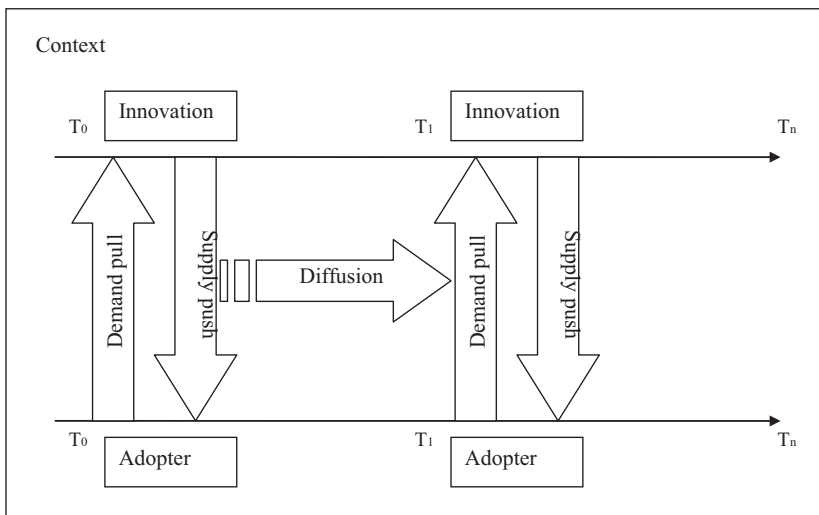 Context
Innovation
Innovation
T0
T1
Tn
Demand pull
Supply push
Diffusion
Demand pull
Supply push
T0
T1
Tn
Adopter
Adopter